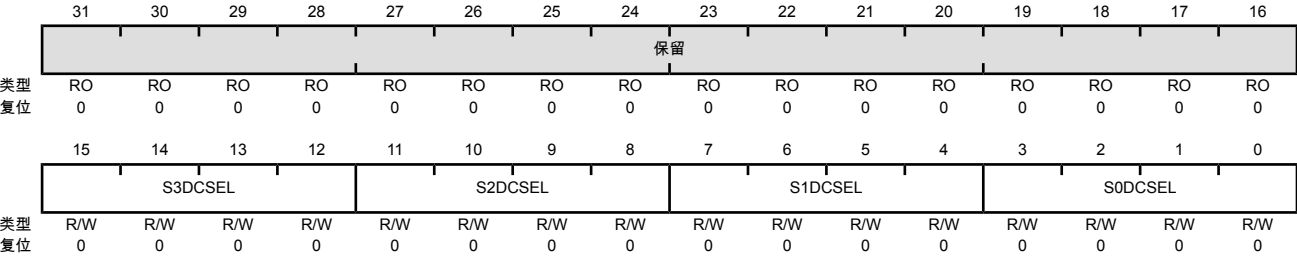 31 30 29 28 27 26 25 24 23 22 21 20 19 18 17 16
保留
类型 RO RO RO RO RO RO RO RO RO RO RO RO RO RO RO RO
复位 0 0 0 0 0 0 0 0 0 0 0 0 0 0 0 0
15 14 13 12 11 10 9 8 7 6 5 4 3 2 1 0
S3DCSEL S2DCSEL S1DCSEL S0DCSEL
类型 R/W R/W R/W R/W R/W R/W R/W R/W R/W R/W R/W R/W R/W R/W R/W R/W
复位 0 0 0 0 0 0 0 0 0 0 0 0 0 0 0 0